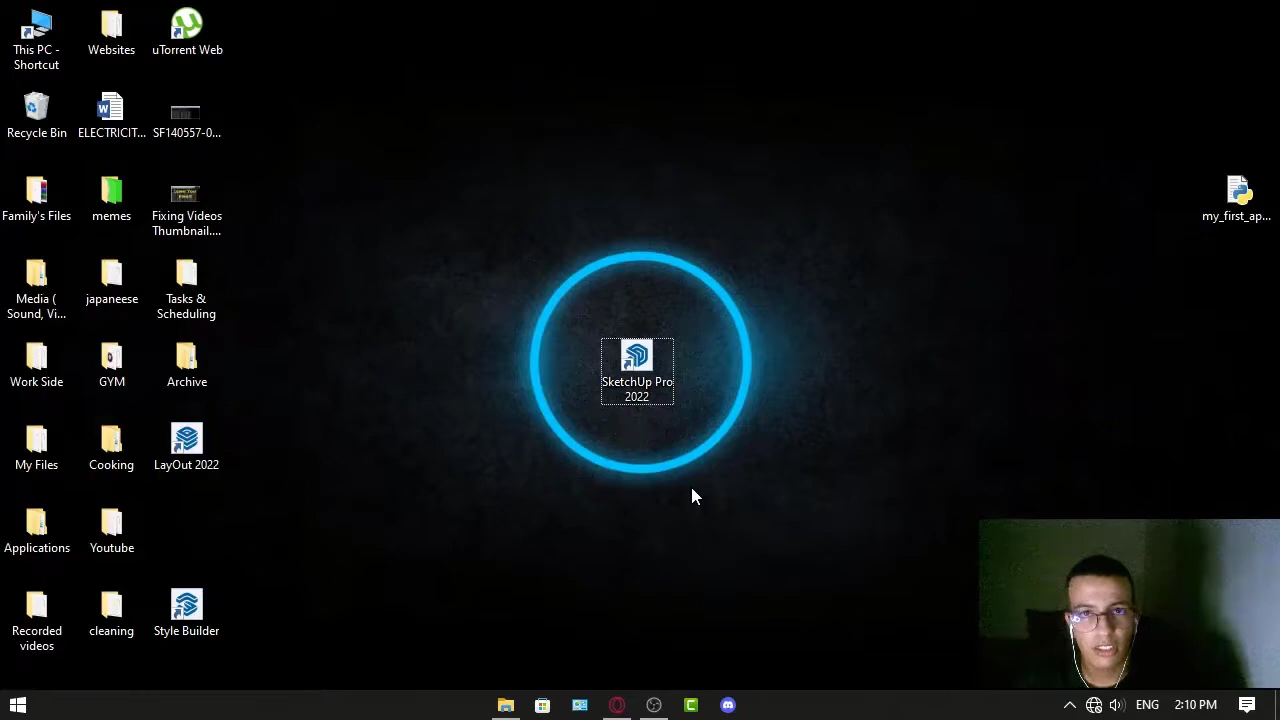 This PC -
Shortcut
Websites
uTorrent Web
Recycle Bin
ELECTRICIT...
SF140557-0...
Family's Files
memes
Fixing Videos
Thumbnail....
my_first_ap...
Media (
Sound, Vi...
japaneese
Tasks &
Scheduling
Work Side
GYM
Archive
SketchUp Pro
2022
My Files
Cooking
LayOut 2022
Applications
Youtube
Recorded
videos
cleaning
Style Builder
ENG
2:10 PM